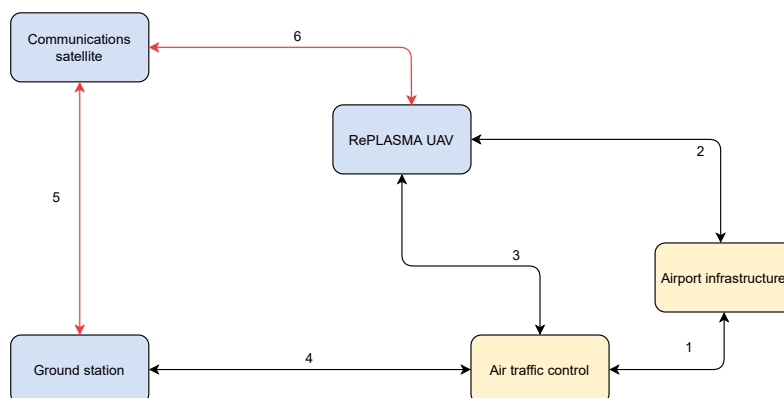 Communications
satellite
6
RePLASMA UAV
2
5
3
Airport infrastructure
Ground station
4
Air traffic control
1